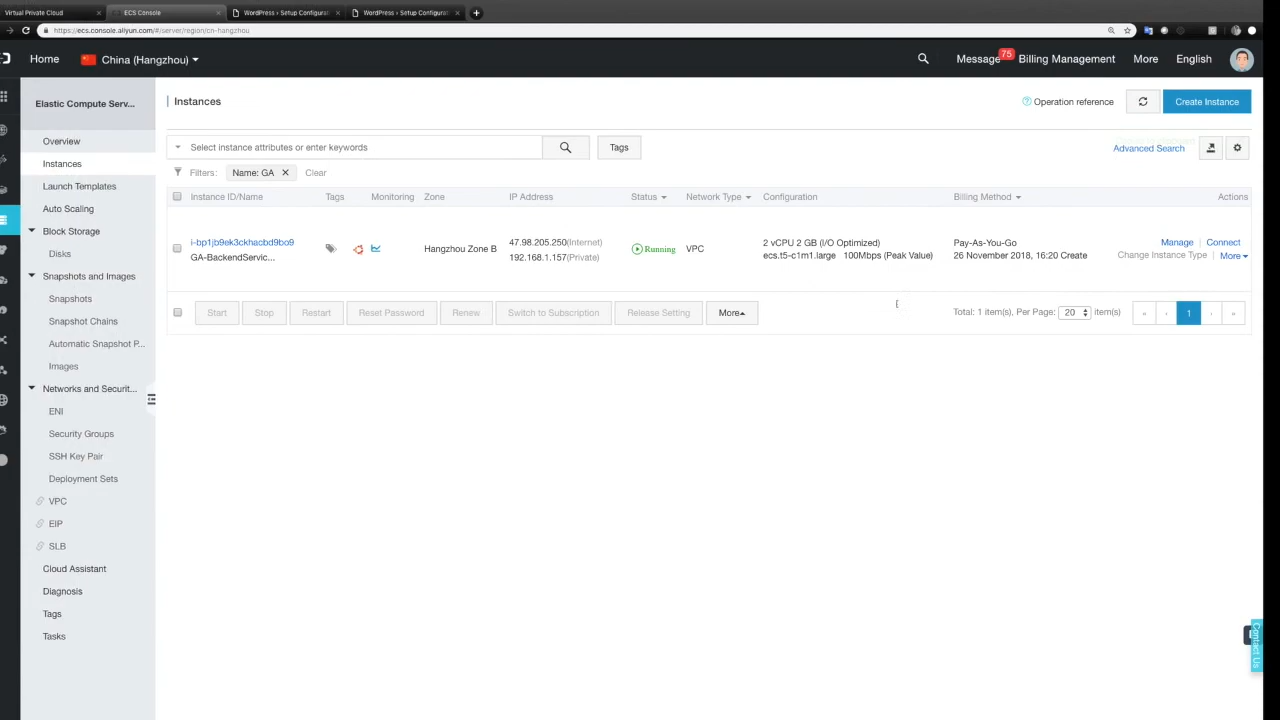 Virtual Private Cloud
ECS Console
WordPress › Setup Configurat
WordPress › Setup Configurat
https://ecs.console.aliyun.com/#/server/region/cn-hangzhou
Home
China (Hangzhou)
Message
75
Billing Management
More
English
Elastic Compute Serv...
Overview
Instances
Launch Templates
Auto Scaling
Block Storage
Disks
Snapshots and Images
Snapshots
Snapshot Chains
Automatic Snapshot P...
Images
Networks and Securit...
ENI
Security Groups
SSH Key Pair
Deployment Sets
VPC
EIP
SLB
Cloud Assistant
Diagnosis
Tags
Tasks
Instances
Operation reference
Create Instance
Select instance attributes or enter keywords
Tags
Advanced Search
Filters:
Name: GA
Clear
Instance ID/Name Tags Monitoring Zone IP Address Status Network Type Configuration Billing Method Actions
i-bp1jb9ek3ckhacbd9bo9
GA-BackendServic...
Hangzhou Zone B
47.98.205.250(Internet)
192.168.1.157(Private)
Running
VPC
2 vCPU 2 GB (I/O Optimized)
ecs.t5-c1m1.large 100Mbps (Peak Value)
Pay-As-You-Go
26 November 2018, 16:20 Create
Manage | Connect
Change Instance Type | More
Start
Stop
Restart
Reset Password
Renew
Switch to Subscription
Release Setting
More
Total: 1 item(s), Per Page: 20 item(s)
« ‹ 1 › »
Contact Us